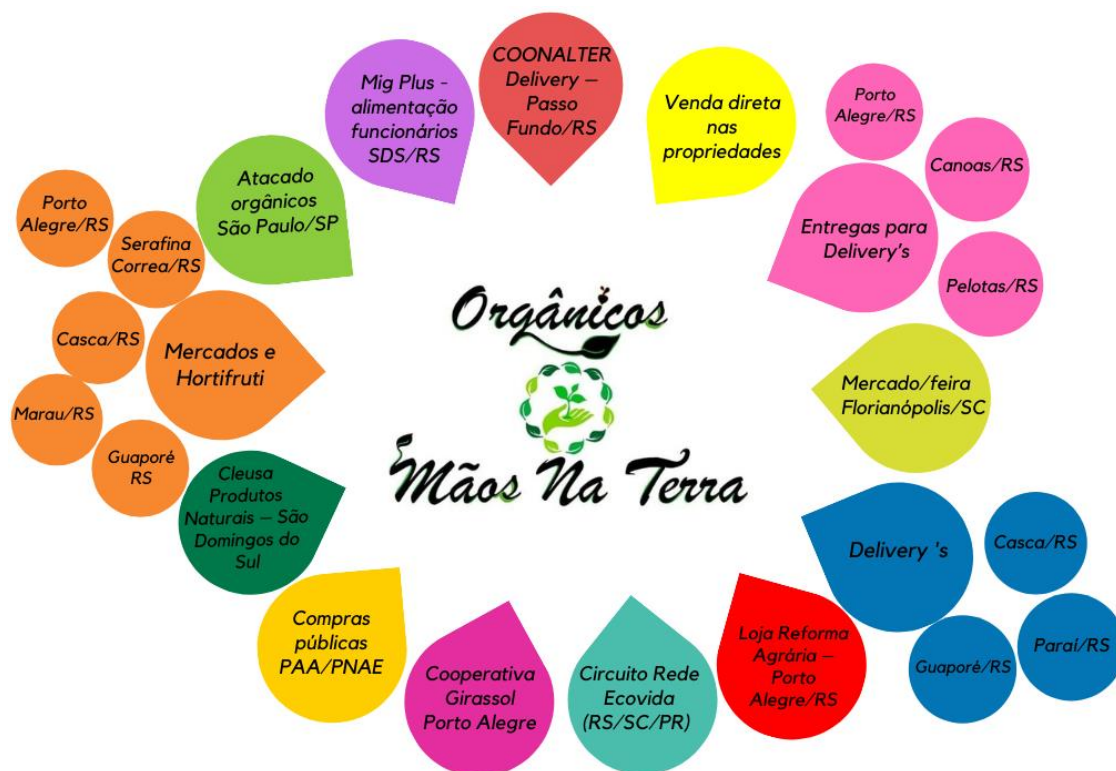 COONALTER
Delivery –
Passo
Fundo/RS
Venda direta
nas
propriedades
Porto
Alegre/RS
Canoas/RS
Entregas para
Delivery's
Pelotas/RS
Mercado/feira
Florianópolis/SC
Delivery 's
Casca/RS
Paraí/RS
Guaporé/RS
Loja Reforma
Agrária –
Porto
Alegre/RS
Circuito Rede
Ecovida
(RS/SC/PR)
Cooperativa
Girassol
Porto Alegre
Compras
públicas
PAA/PNAE
Cleusa
Produtos
Naturais – São
Domingos do
Sul
Mercados e
Hortifruti
Guaporé
RS
Marau/RS
Casca/RS
Serafina
Correa/RS
Porto
Alegre/RS
Atacado
orgânicos
São Paulo/SP
Mig Plus -
alimentação
funcionários
SDS/RS
Orgânicos
Mãos Na Terra